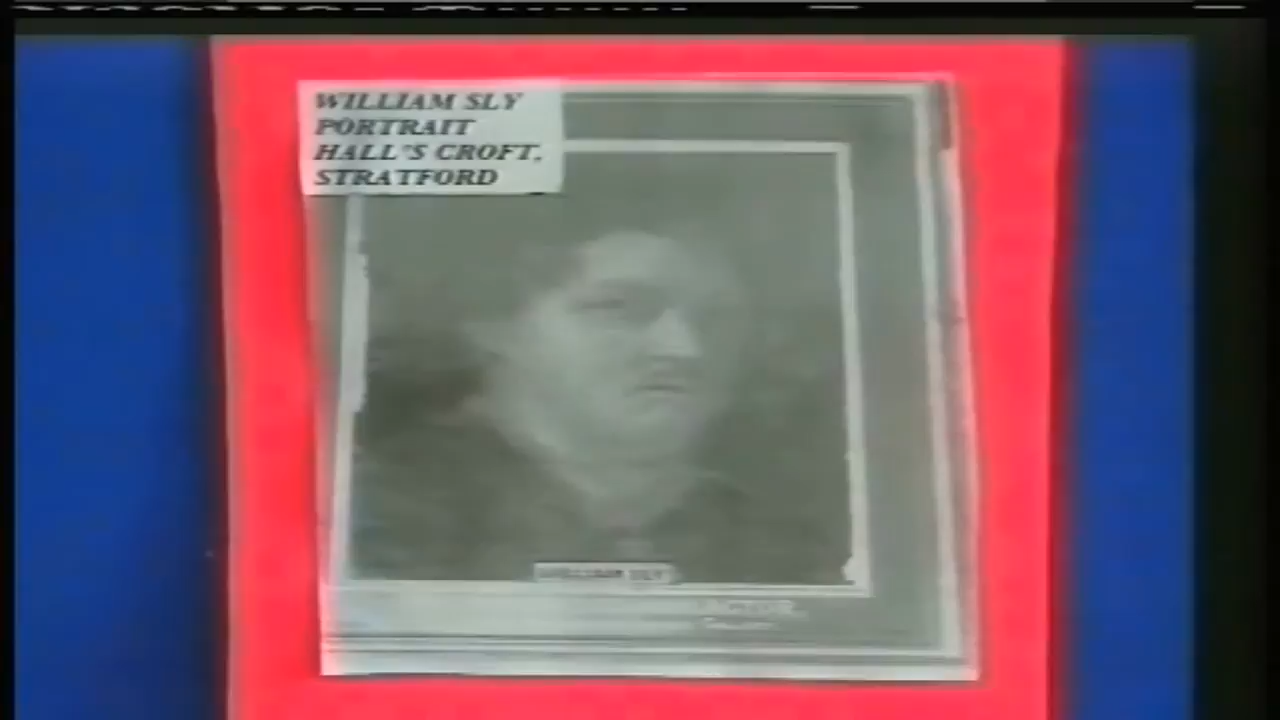 WILLIAM SLY
PORTRAIT
HALL'S CROFT,
STRATFORD
WILLIAM SLY